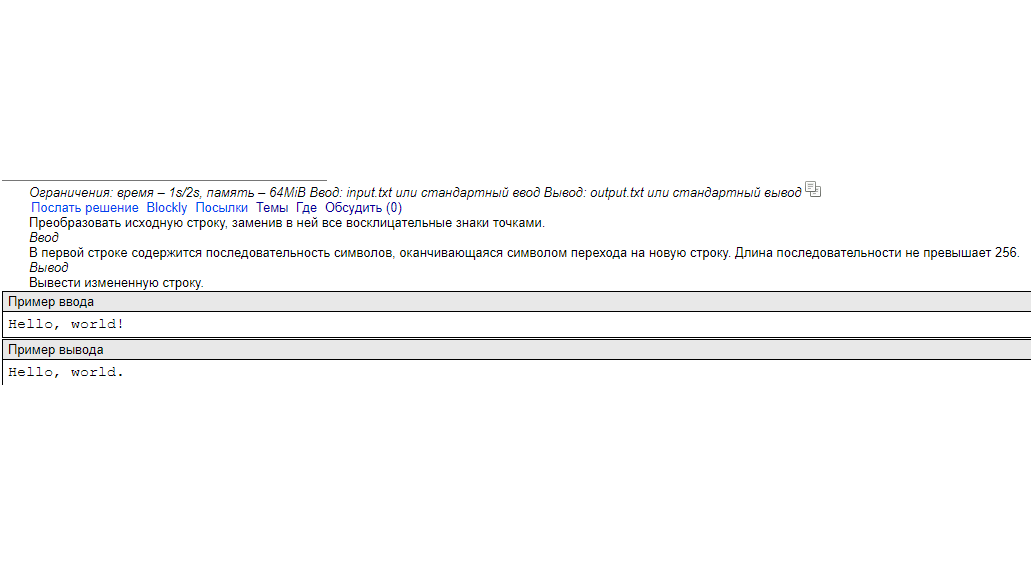 Ограничения: время – 1s/2s, память – 64MiB Ввод: input.txt или стандартный ввод Вывод: output.txt или стандартный вывод
Послать решение Blockly Посылки Темы Где Обсудить (0)
Преобразовать исходную строку, заменив в ней все восклицательные знаки точками.
Ввод
В первой строке содержится последовательность символов, оканчивающаяся символом перехода на новую строку. Длина последовательности не превышает 256.
Вывод
Вывести измененную строку.
Пример ввода
Hello, world!
Пример вывода
Hello, world.